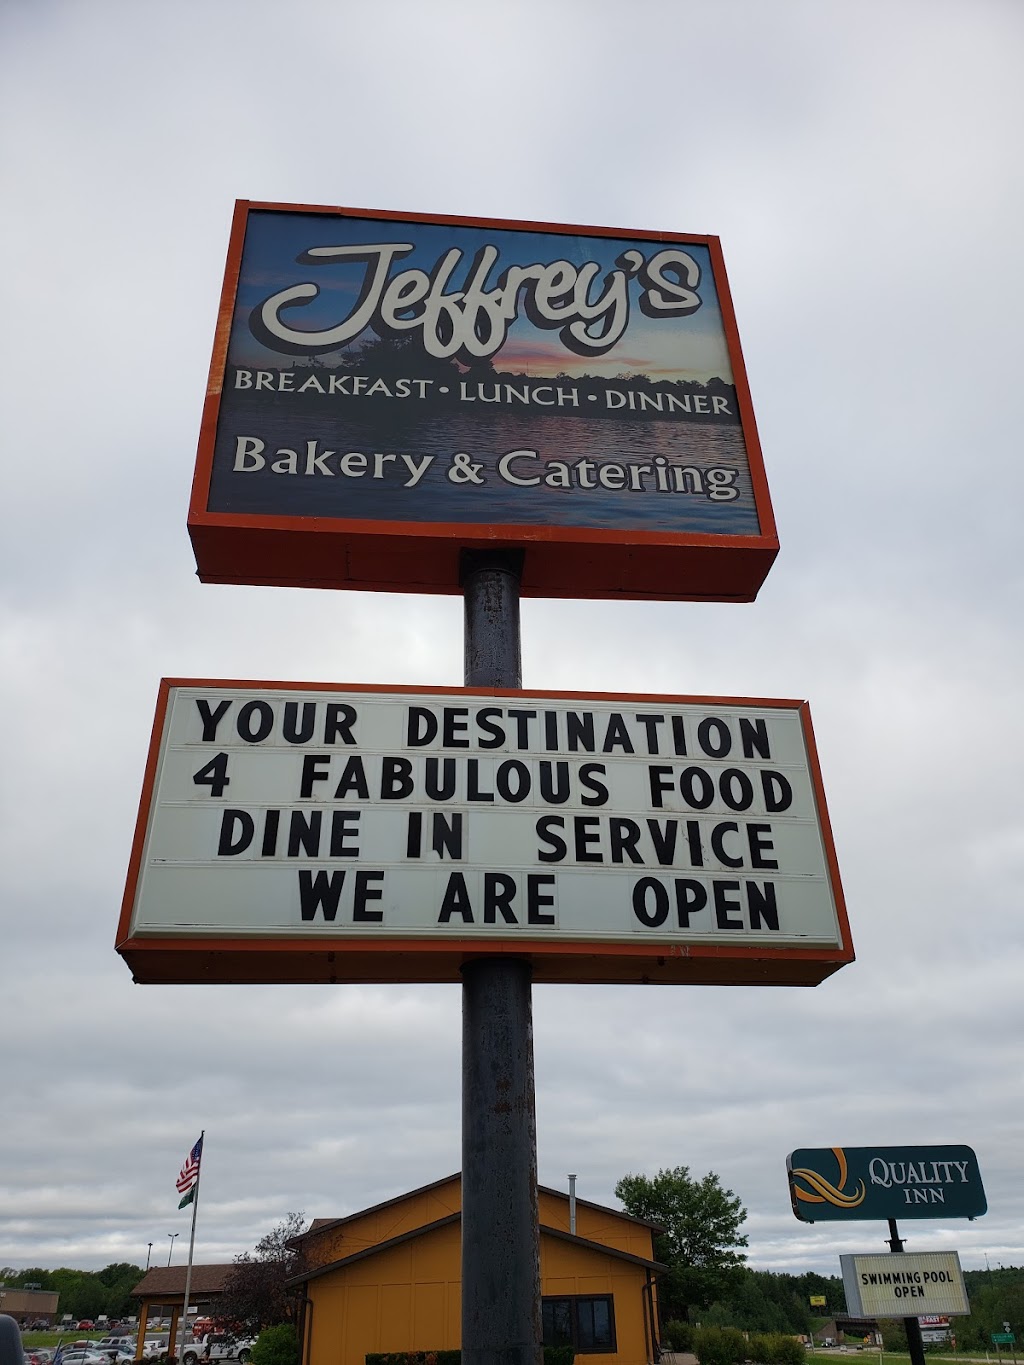 Jeffrey's
BREAKFAST • LUNCH • DINNER
Bakery & Catering
YOUR DESTINATION
4 FABULOUS FOOD
DINE IN SERVICE
WE ARE OPEN
QUALITY
INN
SWIMMING POOL
OPEN